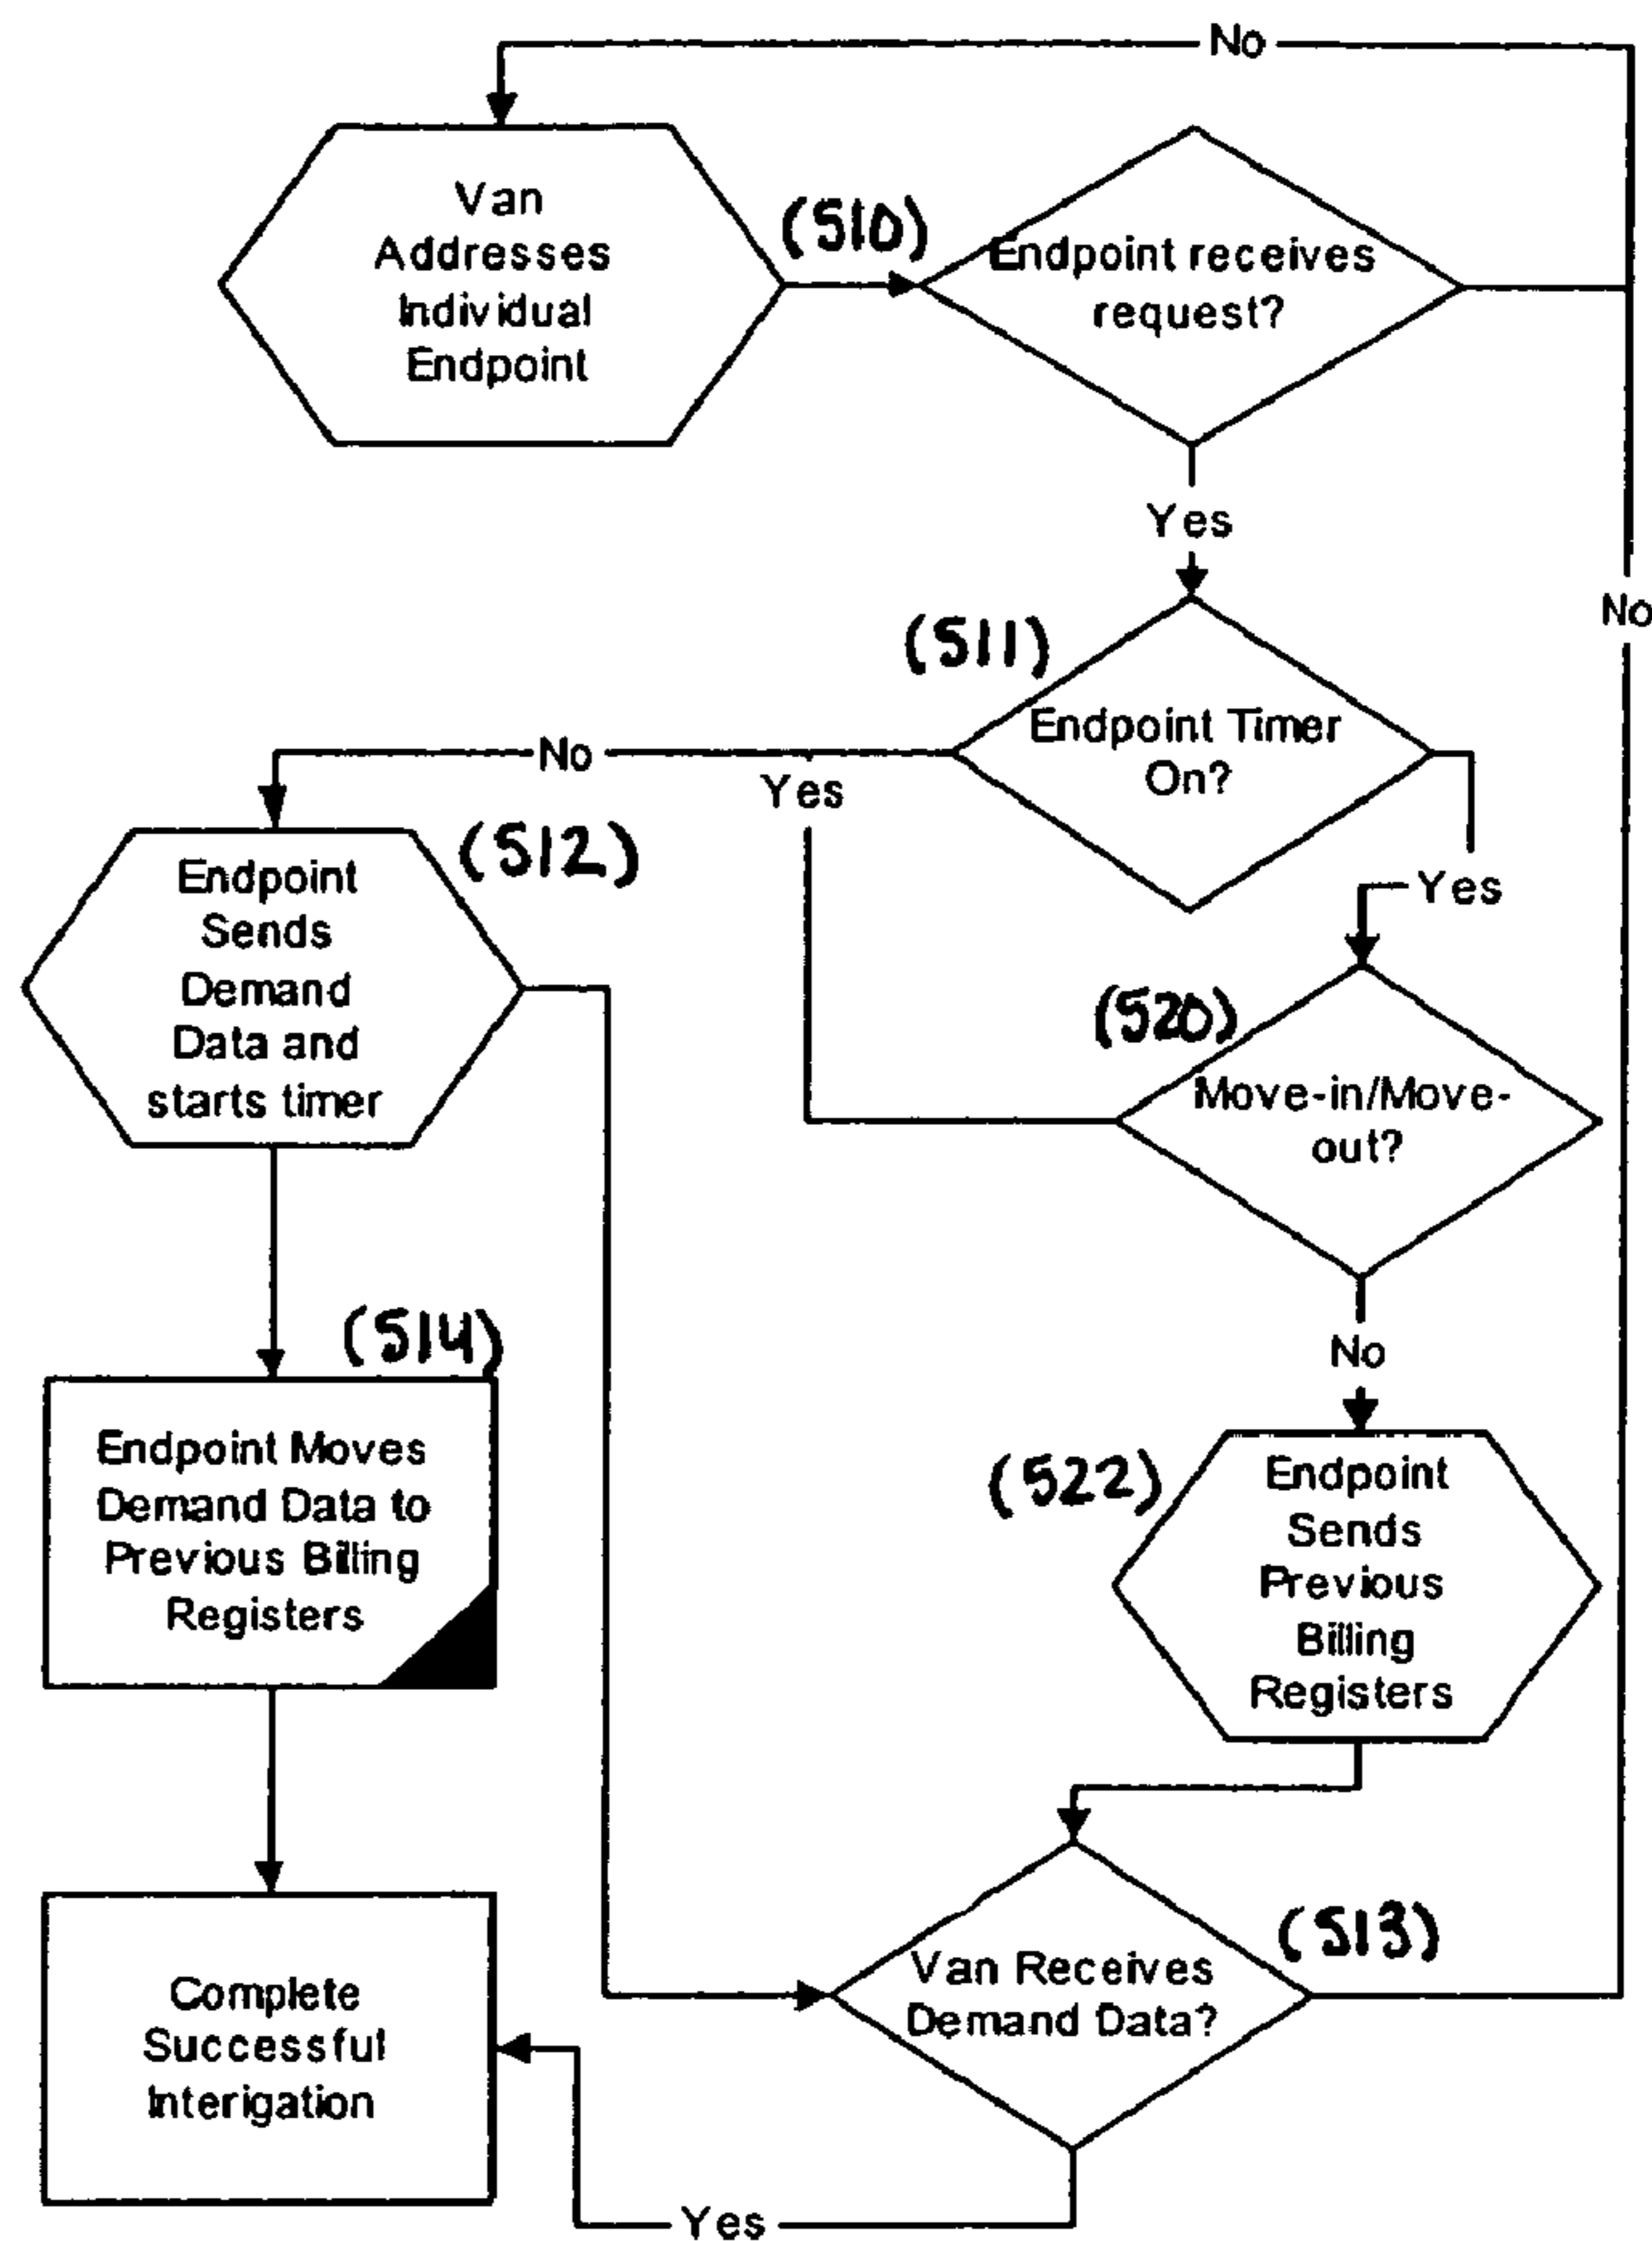 No
Van
Addresses
Individual
Endpoint
(510)
Endpoint receives
request?
Yes
No
(511)
Endpoint Timer
On?
No
Yes
(512)
Endpoint
Sends
Demand
Data and
starts timer
Yes
(520)
Move-in/Move-
out?
No
(514)
Endpoint Moves
Demand Data to
Previous Billing
Registers
(522)
Endpoint
Sends
Previous
Billing
Registers
(513)
Van Receives
Demand Data?
Complete
Successful
Interigation
Yes